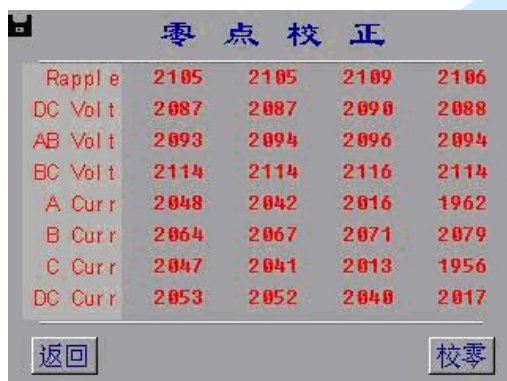 零点校正
Rapple 2105 2105 2109 2106
DC Volt 2087 2087 2090 2088
AB Volt 2093 2094 2096 2094
BC Volt 2114 2114 2116 2114
A Curr 2048 2042 2016 1962
B Curr 2064 2067 2071 2079
C Curr 2047 2041 2013 1956
DC Curr 2053 2052 2040 2017
返回 校零